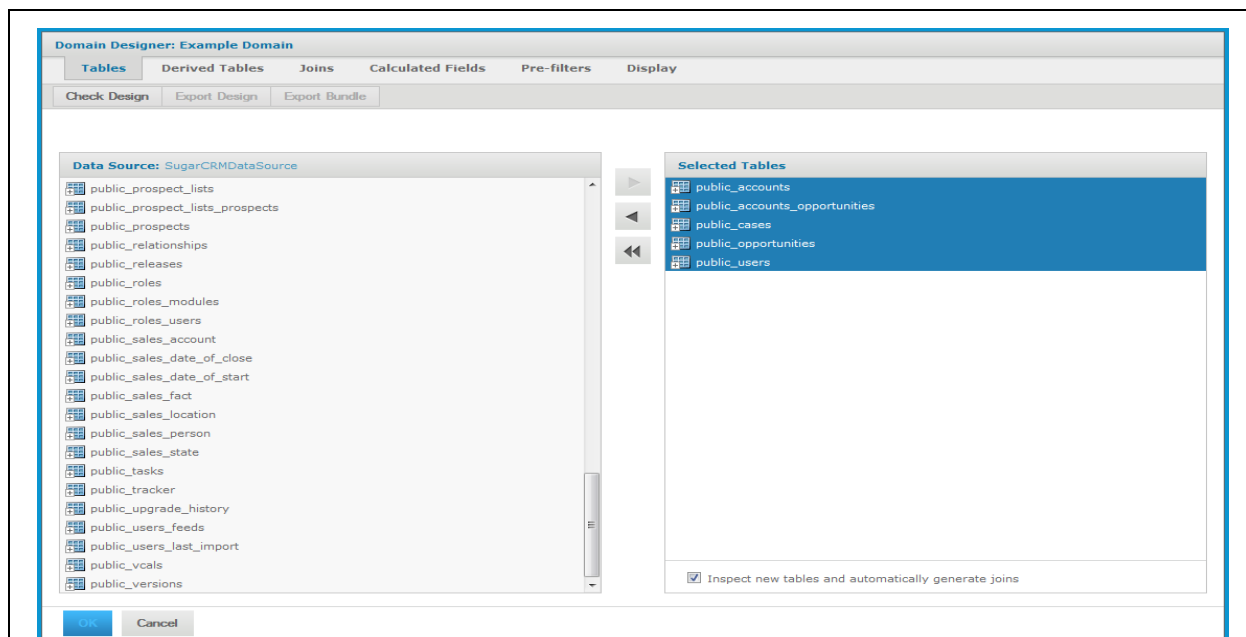 Domain Designer: Example Domain
Tables Derived Tables Joins Calculated Fields Pre-filters Display
Check Design Export Design Export Bundle
Data Source: SugarCRMDataSource
public_prospect_lists
public_prospect_lists_prospects
public_prospects
public_relationships
public_releases
public_roles
public_roles_modules
public_roles_users
public_sales_account
public_sales_date_of_close
public_sales_date_of_start
public_sales_fact
public_sales_location
public_sales_person
public_sales_state
public_tasks
public_tracker
public_upgrade_history
public_users_feeds
public_users_last_import
public_vcals
public_versions
Selected Tables
public_accounts
public_accounts_opportunities
public_cases
public_opportunities
public_users
Inspect new tables and automatically generate joins
OK Cancel